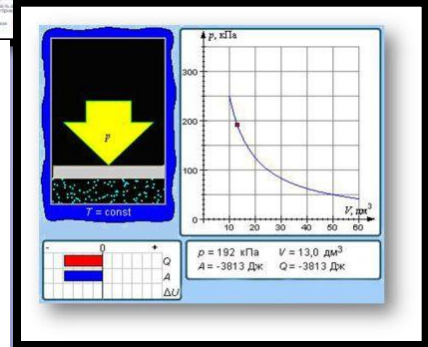 p, кПа
300
200
100
0
10 20 30 40 50 60
V, дм³
p
T = const
- 0 +
Q
A
ΔU
p = 192 кПа V = 13,0 дм³
A = -3813 Дж Q = -3813 Дж